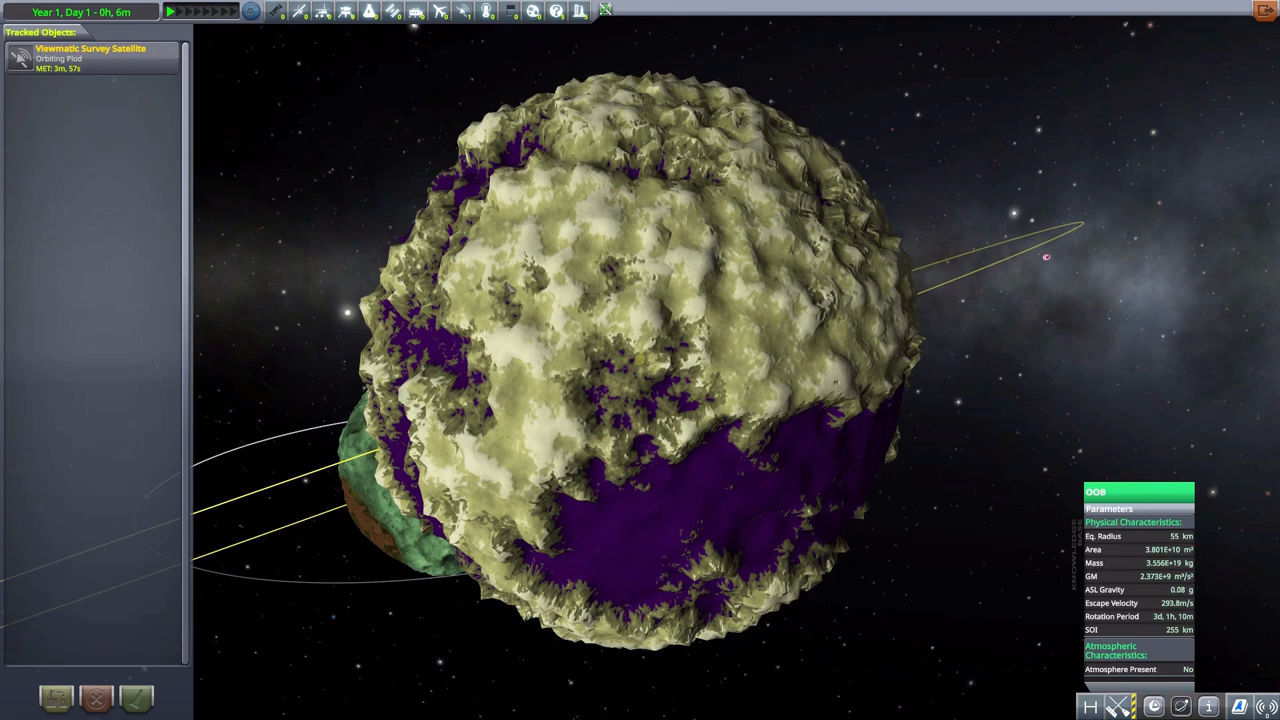 Year 1, Day 1 - 0h, 6m
Tracked Objects:
Viewmatic Survey Satellite
Orbiting Plod
MET: 3m, 57s
OOB
KNOWLEDGE BASE
Parameters
Physical Characteristics:
Eq. Radius 55 km
Area 3.801E+10 m²
Mass 3.556E+19 kg
GM 2.373E+9 m³/s²
ASL Gravity 0.08 g
Escape Velocity 293.8m/s
Rotation Period 3d, 1h, 10m
SOI 255 km
Atmospheric
Characteristics:
Atmosphere Present No